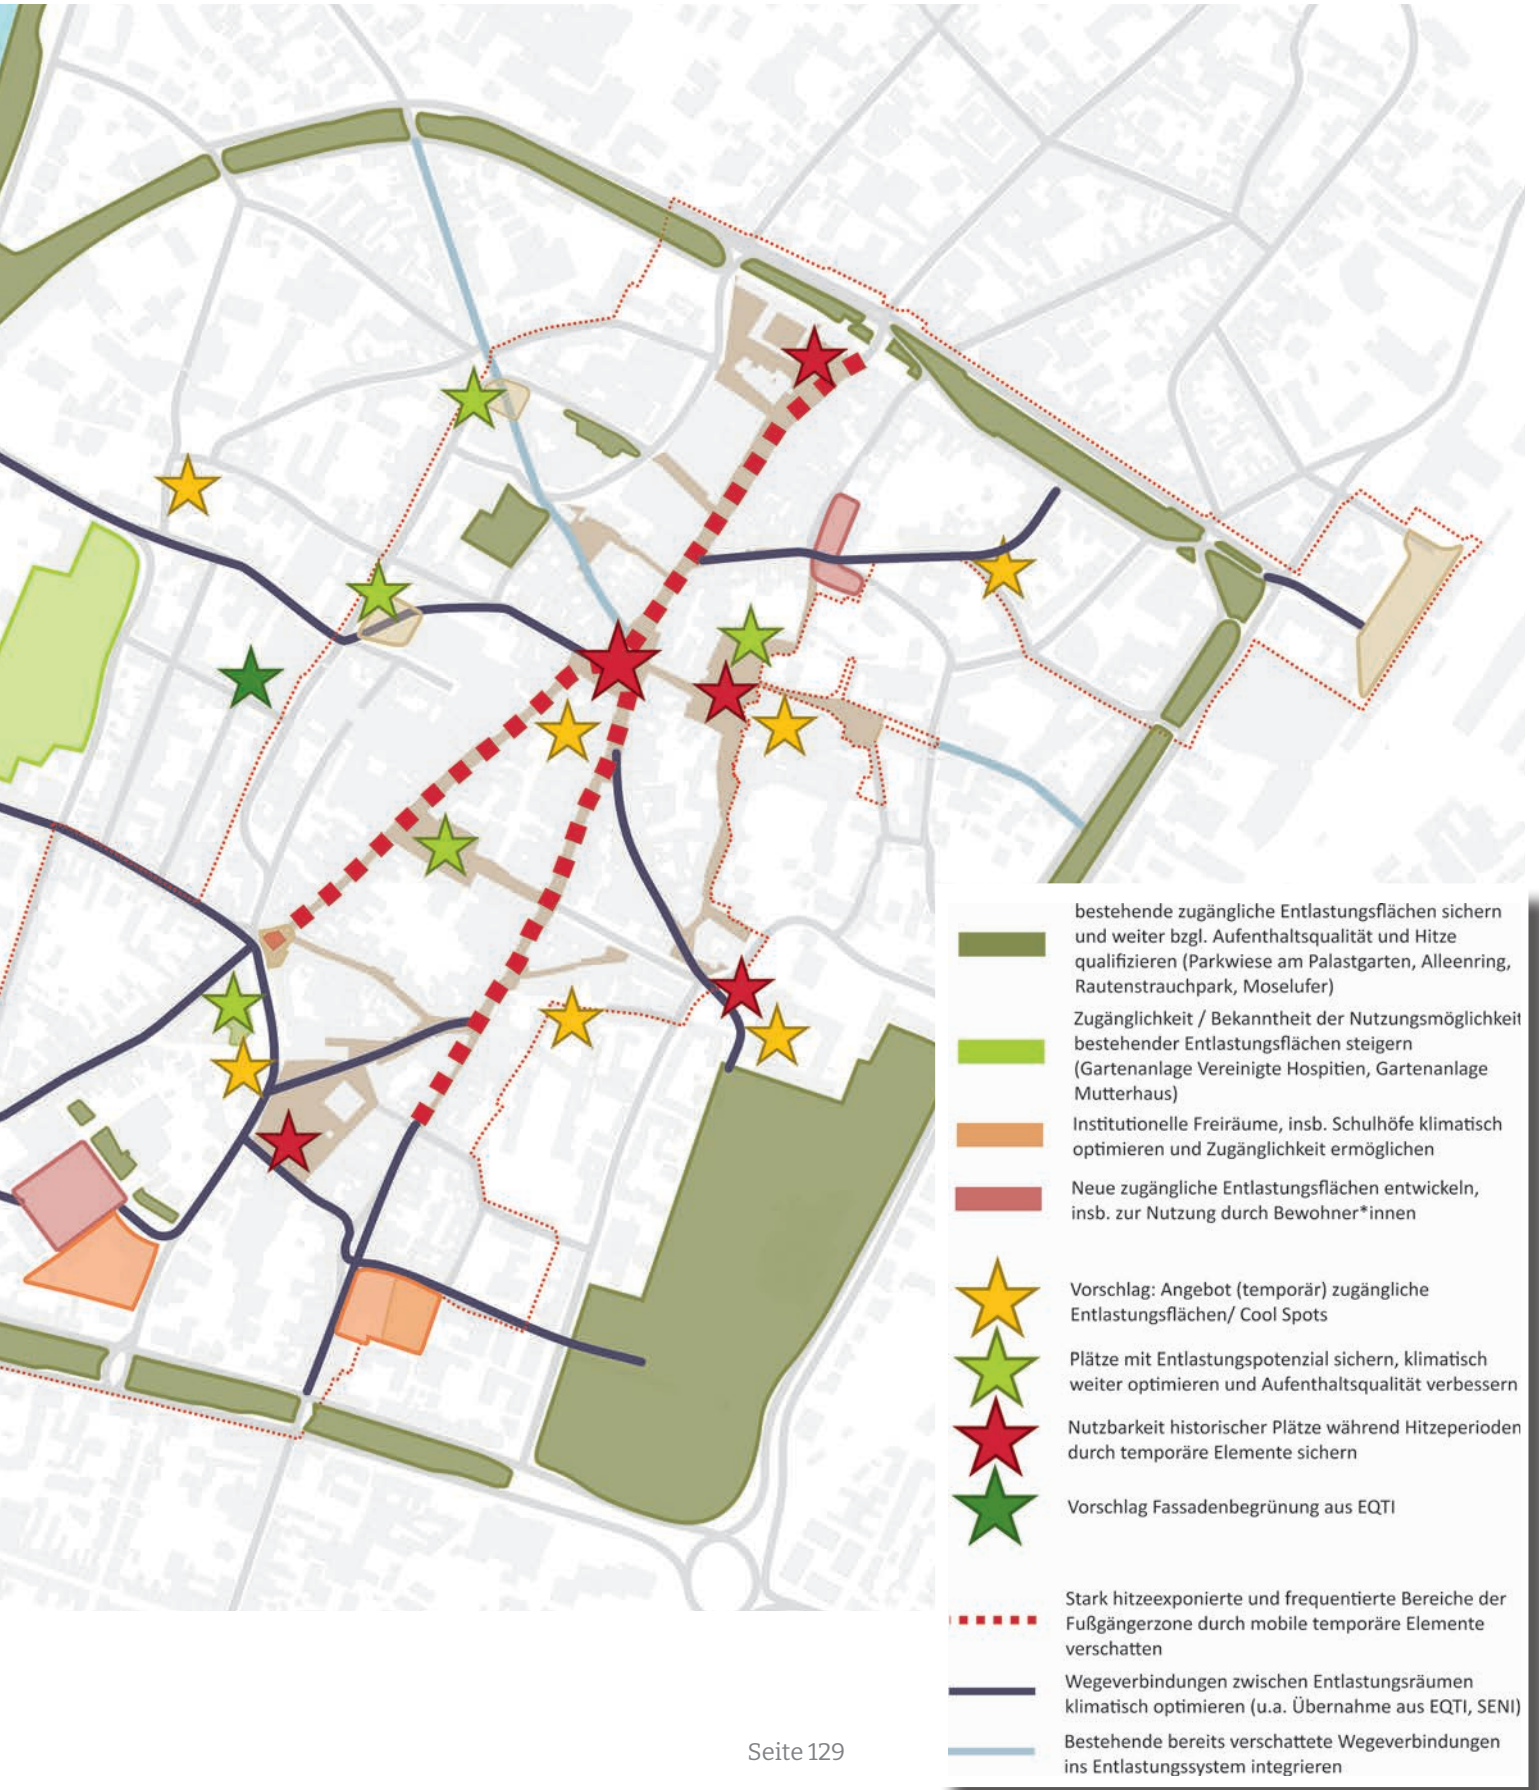 bestehende zugängliche Entlastungsflächen sichern
und weiter bzgl. Aufenthaltsqualität und Hitze
qualifizieren (Parkwiese am Palastgarten, Alleenring,
Rautenstrauchpark, Moselufer)
Zugänglichkeit / Bekanntheit der Nutzungsmöglichkeit
bestehender Entlastungsflächen steigern
(Gartenanlage Vereinigte Hospitien, Gartenanlage
Mutterhaus)
Institutionelle Freiräume, insb. Schulhöfe klimatisch
optimieren und Zugänglichkeit ermöglichen
Neue zugängliche Entlastungsflächen entwickeln,
insb. zur Nutzung durch Bewohner*innen
Vorschlag: Angebot (temporär) zugängliche
Entlastungsflächen/ Cool Spots
Plätze mit Entlastungspotenzial sichern, klimatisch
weiter optimieren und Aufenthaltsqualität verbessern
Nutzbarkeit historischer Plätze während Hitzeperioden
durch temporäre Elemente sichern
Vorschlag Fassadenbegrünung aus EQTI
Stark hitzeexponierte und frequentierte Bereiche der
Fußgängerzone durch mobile temporäre Elemente
verschatten
Wegeverbindungen zwischen Entlastungsräumen
klimatisch optimieren (u.a. Übernahme aus EQTI, SENI)
Bestehende bereits verschattete Wegeverbindungen
ins Entlastungssystem integrieren
Seite 129